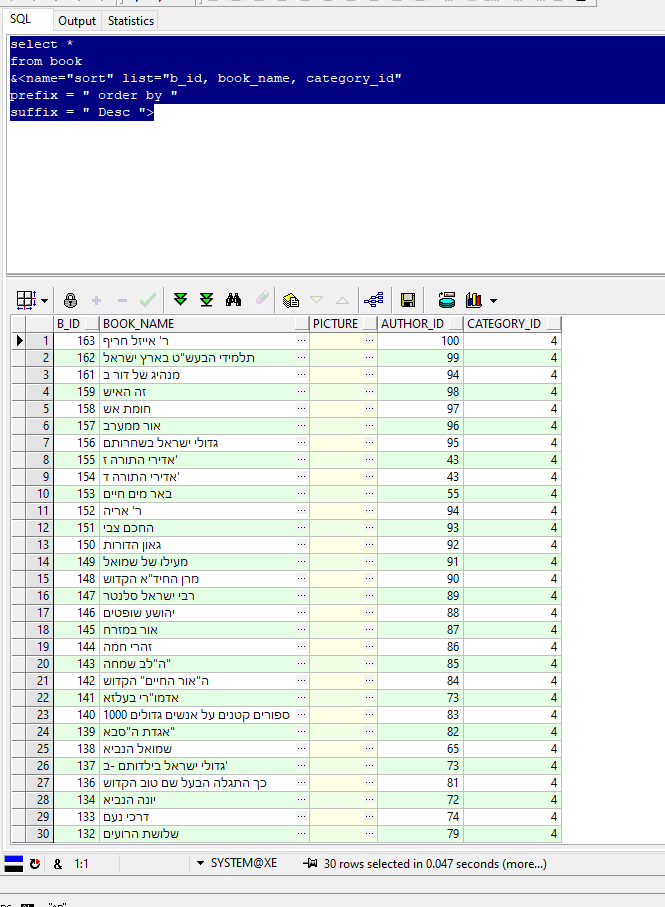 SQL Output Statistics
select *
from book
&<name="sort" list="b_id, book_name, category_id"
prefix = " order by "
suffix = " Desc ">
B_ID BOOK_NAME PICTURE AUTHOR_ID CATEGORY_ID
1 163 ר' אייזל חריף ... ... 100 4
2 162 תלמידי הבעש"ט בארץ ישראל ... ... 99 4
3 161 מנהיג של דור ב ... ... 94 4
4 159 זה האיש ... ... 98 4
5 158 חומת אש ... ... 97 4
6 157 אור ממערב ... ... 96 4
7 156 גדולי ישראל בשחרותם ... ... 95 4
8 155 אדירי התורה ז' ... ... 43 4
9 154 אדירי התורה ד' ... ... 43 4
10 153 באר מים חיים ... ... 55 4
11 152 ר' אריה ... ... 94 4
12 151 החכם צבי ... ... 93 4
13 150 גאון הדורות ... ... 92 4
14 149 מעילו של שמואל ... ... 91 4
15 148 מרן החיד"א הקדוש ... ... 90 4
16 147 רבי ישראל סלנטר ... ... 89 4
17 146 יהושע שופטים ... ... 88 4
18 145 אור במזרח ... ... 87 4
19 144 זהרי חמה ... ... 86 4
20 143 ה"לב שמחה" ... ... 85 4
21 142 ה"אור החיים" הקדוש ... ... 84 4
22 141 אדמו"רי בעלזא ... ... 73 4
23 140 1000 ספורים קטנים על אנשים גדולים ... ... 83 4
24 139 אגדת ה"סבא" ... ... 82 4
25 138 שמואל הנביא ... ... 65 4
26 137 גדולי ישראל בילדותם -ב' ... ... 73 4
27 136 כך התגלה הבעל שם טוב הקדוש ... ... 81 4
28 134 יונה הנביא ... ... 72 4
29 133 דרכי נעם ... ... 74 4
30 132 שלושת הרועים ... ... 79 4
& 1:1 SYSTEM@XE 30 rows selected in 0.047 seconds (more...)